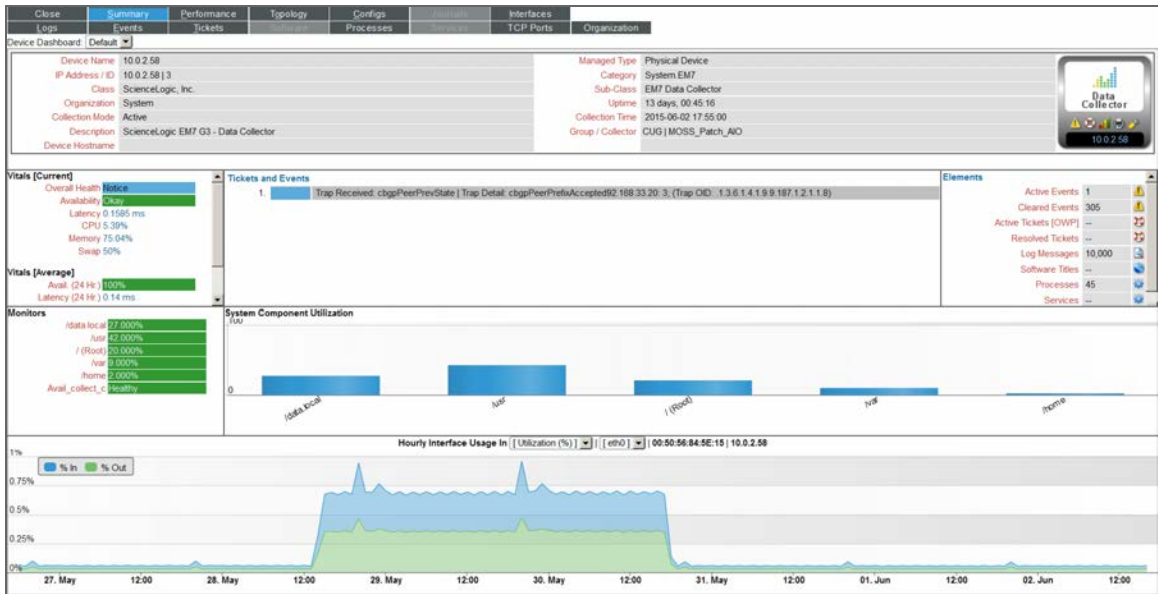 Close Summary Performance Topology Configs Journals Interfaces
Logs Events Tickets Software Processes Services TCP Ports Organization
Device Dashboard: Default
Device Name 10.0.2.58 Managed Type Physical Device
IP Address / ID 10.0.2.58 | 3 Category System.EM7
Class ScienceLogic, Inc. Sub-Class EM7 Data Collector
Organization System Uptime 13 days, 00:45:16
Collection Mode Active Collection Time 2015-06-02 17:55:00
Description ScienceLogic EM7 G3 - Data Collector Group / Collector CUG | MOSS_Patch_AIO
Device Hostname
Data
Collector
10.0.2.58
Vitals [Current]
Overall Health Notice
Availability Okay
Latency 0.1585 ms
CPU 5.39%
Memory 75.04%
Swap 50%
Vitals [Average]
Avail. (24 Hr.) 100%
Latency (24 Hr.) 0.14 ms
Tickets and Events
1. Trap Received: cbgpPeerPrevState | Trap Detail: cbgpPeerPrefixAccepted92.168.33.20: 3; (Trap OID: .1.3.6.1.4.1.9.9.187.1.2.1.1.8)
Elements
Active Events 1
Cleared Events 305
Active Tickets [OWP] --
Resolved Tickets --
Log Messages 10,000
Software Titles --
Processes 45
Services --
Monitors
/data.local 27.000%
/usr 42.000%
/ (Root) 20.000%
/var 9.000%
/home 2.000%
Avail_collect_c Healthy
System Component Utilization
100
0
/data.local /usr / (Root) /var /home
Hourly Interface Usage In [ Utilization (%) ] | [ eth0 ] | 00:50:56:84:5E:15 | 10.0.2.58
1%
% In % Out
0.75%
0.5%
0.25%
0%
27. May 12:00 28. May 12:00 29. May 12:00 30. May 12:00 31. May 12:00 01. Jun 12:00 02. Jun 12:00